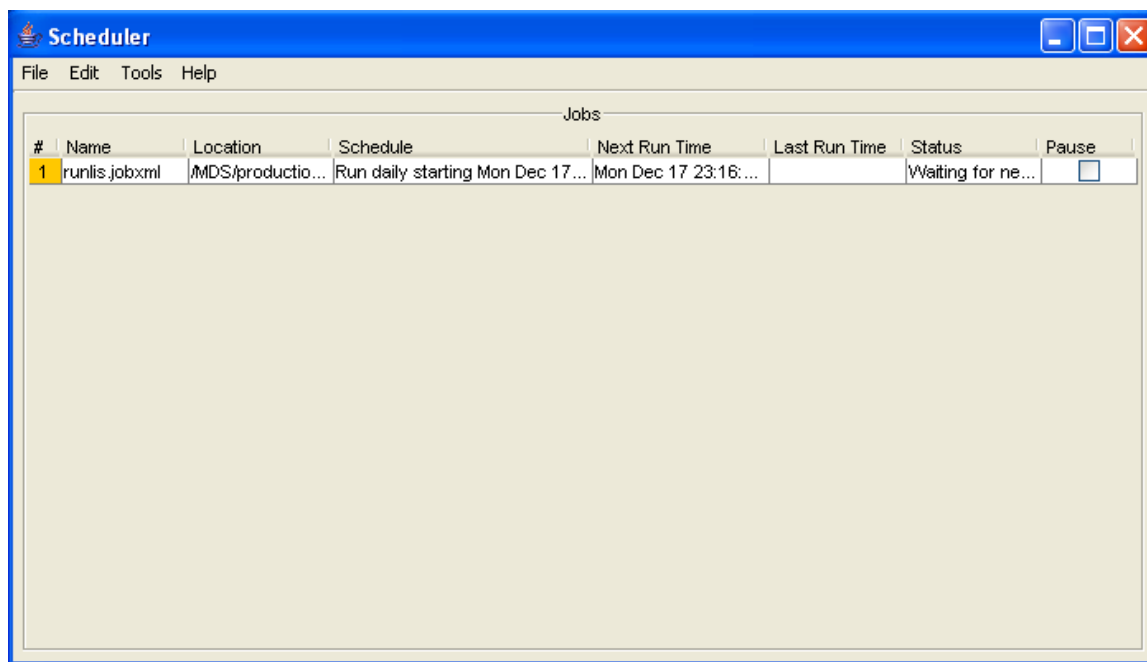 Scheduler
File Edit Tools Help
Jobs
# Name Location Schedule Next Run Time Last Run Time Status Pause
1 runlis.jobxml /MDS/productio... Run daily starting Mon Dec 17... Mon Dec 17 23:16:... Waiting for ne...